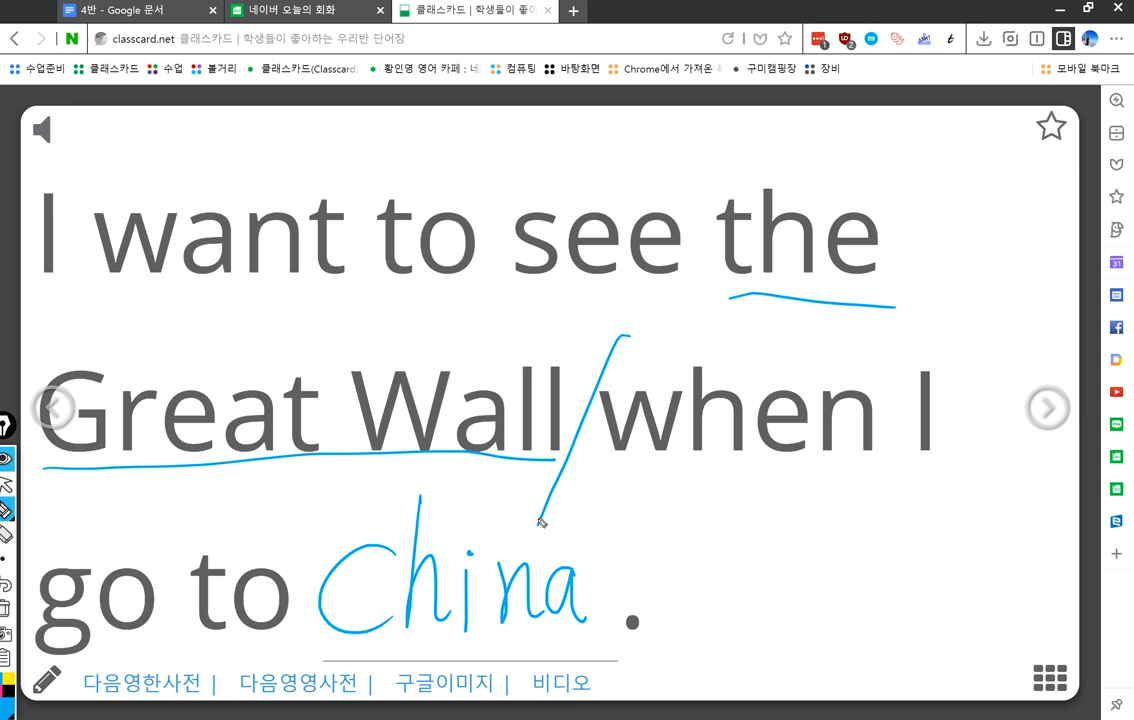 4반 - Google 문서
네이버 오늘의 회화
클래스카드 | 학생들이 좋아
classcard.net 클래스카드 | 학생들이 좋아하는 우리반 단어장
수업준비 클래스카드 수업 볼거리 클래스카드(Classcard 황인영 영어 카페 : 네 컴퓨팅 바탕화면 Chrome에서 가져온 구미캠핑장 장비 모바일 북마크
I want to see the
Great Wall / when I
go to China .
다음영한사전 | 다음영영사전 | 구글이미지 | 비디오